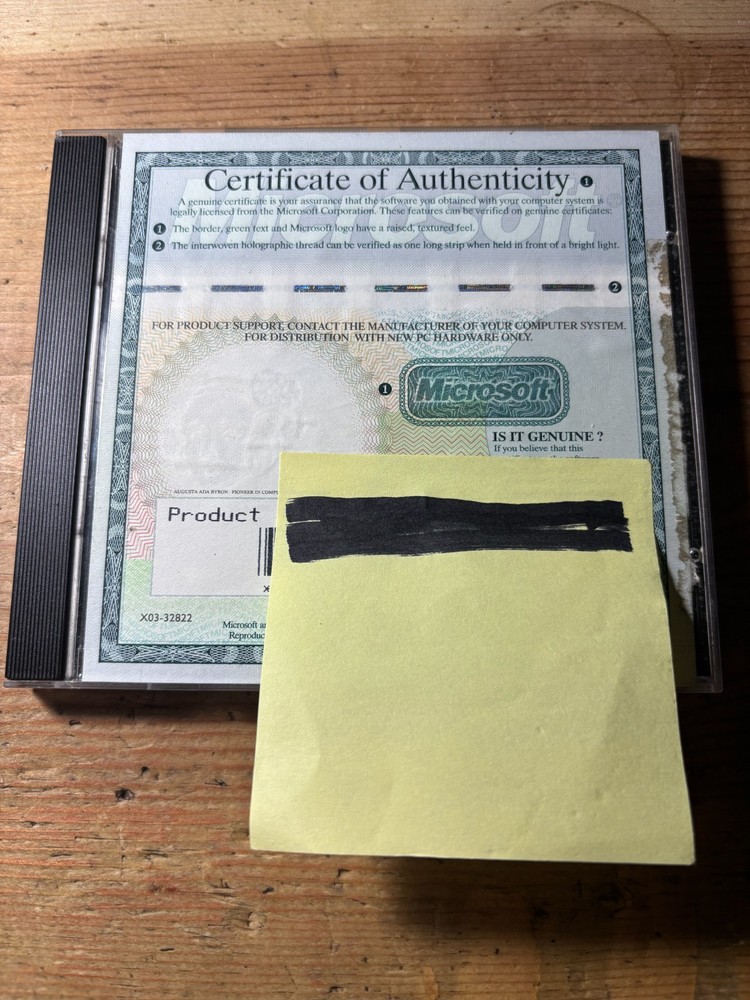 Certificate of Authenticity 1
A genuine certificate is your assurance that the software you obtained with your computer system is
legally licensed from the Microsoft Corporation. These features can be verified on genuine certificates:
1 The border, green text and Microsoft logo have a raised, textured feel.
2 The interwoven holographic thread can be verified as one long strip when held in front of a bright light.
2
FOR PRODUCT SUPPORT, CONTACT THE MANUFACTURER OF YOUR COMPUTER SYSTEM.
FOR DISTRIBUTION WITH NEW PC HARDWARE ONLY.
1 Microsoft
IS IT GENUINE ?
If you believe that this
AUGUSTA ADA BYRON PIONEER IN
Product
X03-32822
Microsoft